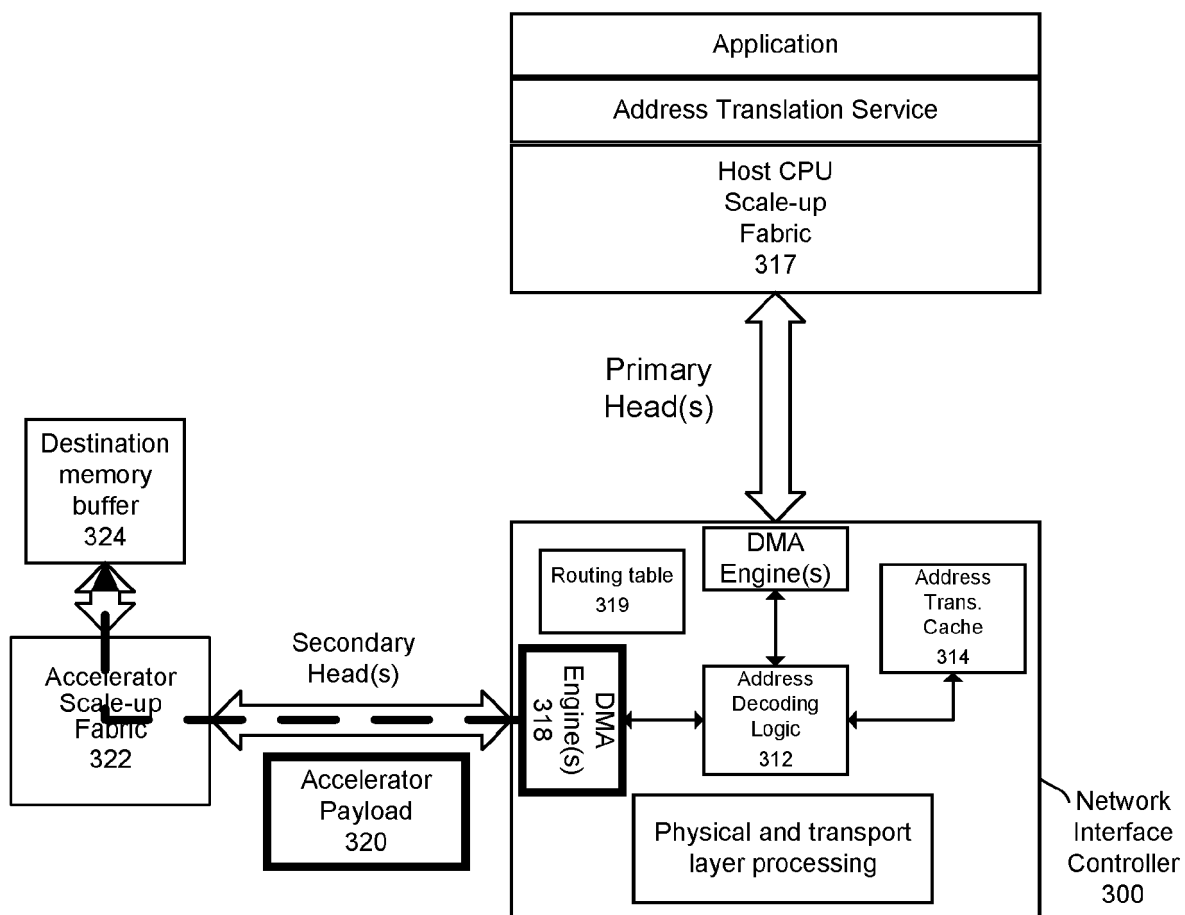 Application
Address Translation Service
Host CPU
Scale-up
Fabric
317
Primary
Head(s)
Destination
memory
buffer
324
DMA
Engine(s)
Routing table
319
Address
Trans.
Cache
314
Secondary
Head(s)
Accelerator
Scale-up
Fabric
322
DMA
Engine(s)
318
Address
Decoding
Logic
312
Accelerator
Payload
320
Physical and transport
layer processing
Network
Interface
Controller
300